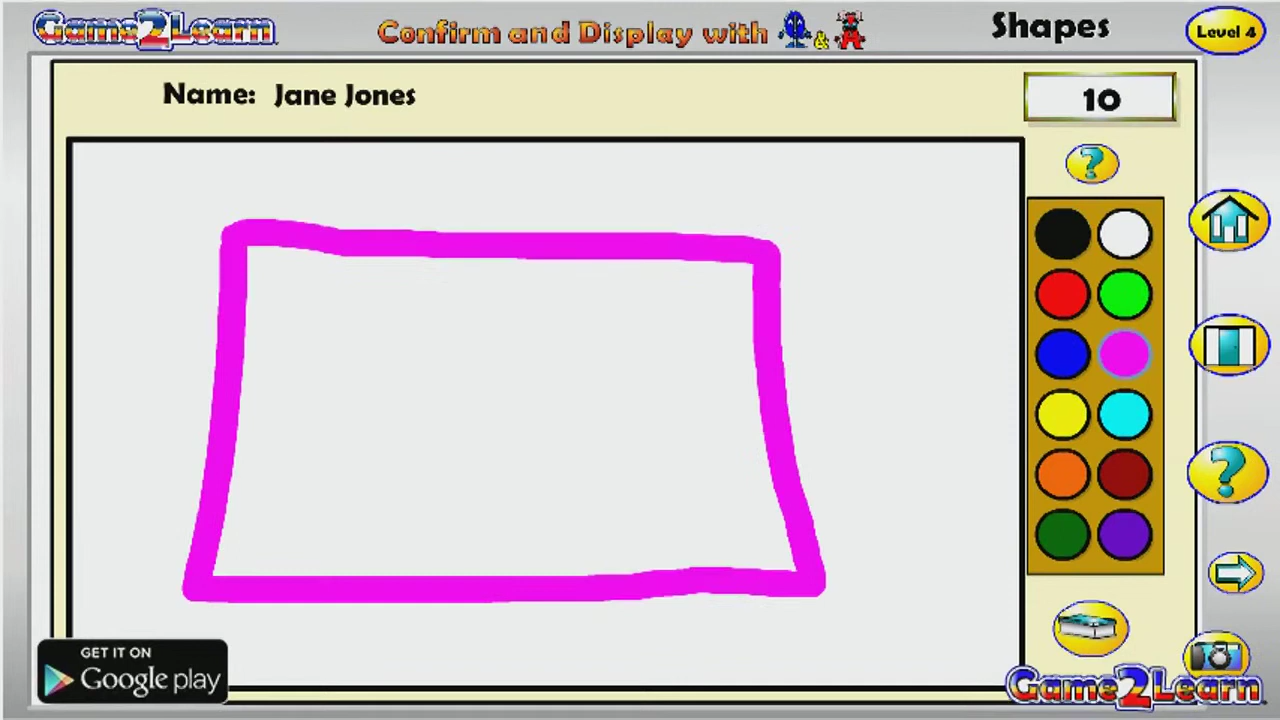 Game2Learn
Confirm and Display with &
Shapes
Level 4
Name: Jane Jones
10
?
?
GET IT ON
Google play
Game2Learn